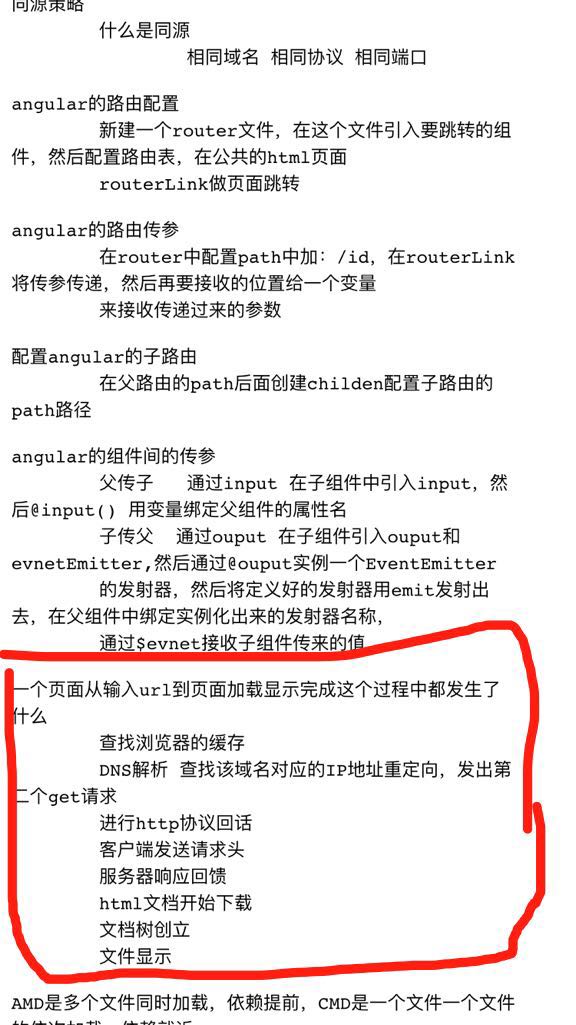 同源策略
什么是同源
相同域名 相同协议 相同端口
angular的路由配置
新建一个router文件，在这个文件引入要跳转的组
件，然后配置路由表，在公共的html页面
routerLink做页面跳转
angular的路由传参
在router中配置path中加：/id，在routerLink
将传参传递，然后再要接收的位置给一个变量
来接收传递过来的参数
配置angular的子路由
在父路由的path后面创建childen配置子路由的
path路径
angular的组件间的传参
父传子 通过input 在子组件中引入input，然
后@input() 用变量绑定父组件的属性名
子传父 通过ouput 在子组件引入ouput和
evnetEmitter,然后通过@ouput实例一个EventEmitter
的发射器，然后将定义好的发射器用emit发射出
去，在父组件中绑定实例化出来的发射器名称，
通过$evnet接收子组件传来的值
一个页面从输入url到页面加载显示完成这个过程中都发生了
什么
查找浏览器的缓存
DNS解析 查找该域名对应的IP地址重定向，发出第
二个get请求
进行http协议回话
客户端发送请求头
服务器响应回馈
html文档开始下载
文档树创立
文件显示
AMD是多个文件同时加载，依赖提前，CMD是一个文件一个文件
的依次加载，依赖就近